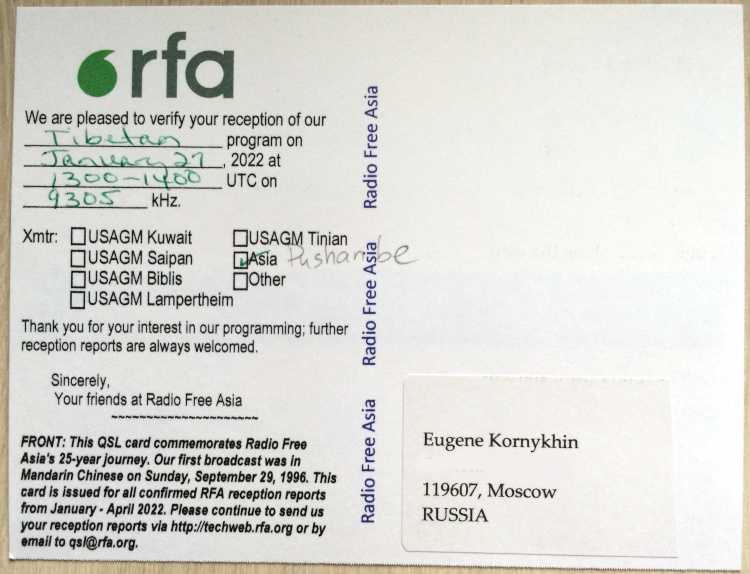 rfa
We are pleased to verify your reception of our
Tibetan program on
January 27, 2022 at
1300-1400 UTC on
9305 kHz.
Xmtr: USAGM Kuwait USAGM Tinian
USAGM Saipan Asia Dushanbe
USAGM Biblis Other
USAGM Lampertheim
Thank you for your interest in our programming; further
reception reports are always welcomed.
Sincerely,
Your friends at Radio Free Asia
~~~~~~~~~~~~~~~~~~~~~
FRONT: This QSL card commemorates Radio Free
Asia's 25-year journey. Our first broadcast was in
Mandarin Chinese on Sunday, September 29, 1996. This
card is issued for all confirmed RFA reception reports
from January - April 2022. Please continue to send us
your reception reports via http://techweb.rfa.org or by
email to qsl@rfa.org.
Radio Free Asia
Radio Free Asia
Radio Free Asia
Eugene Kornykhin
119607, Moscow
RUSSIA